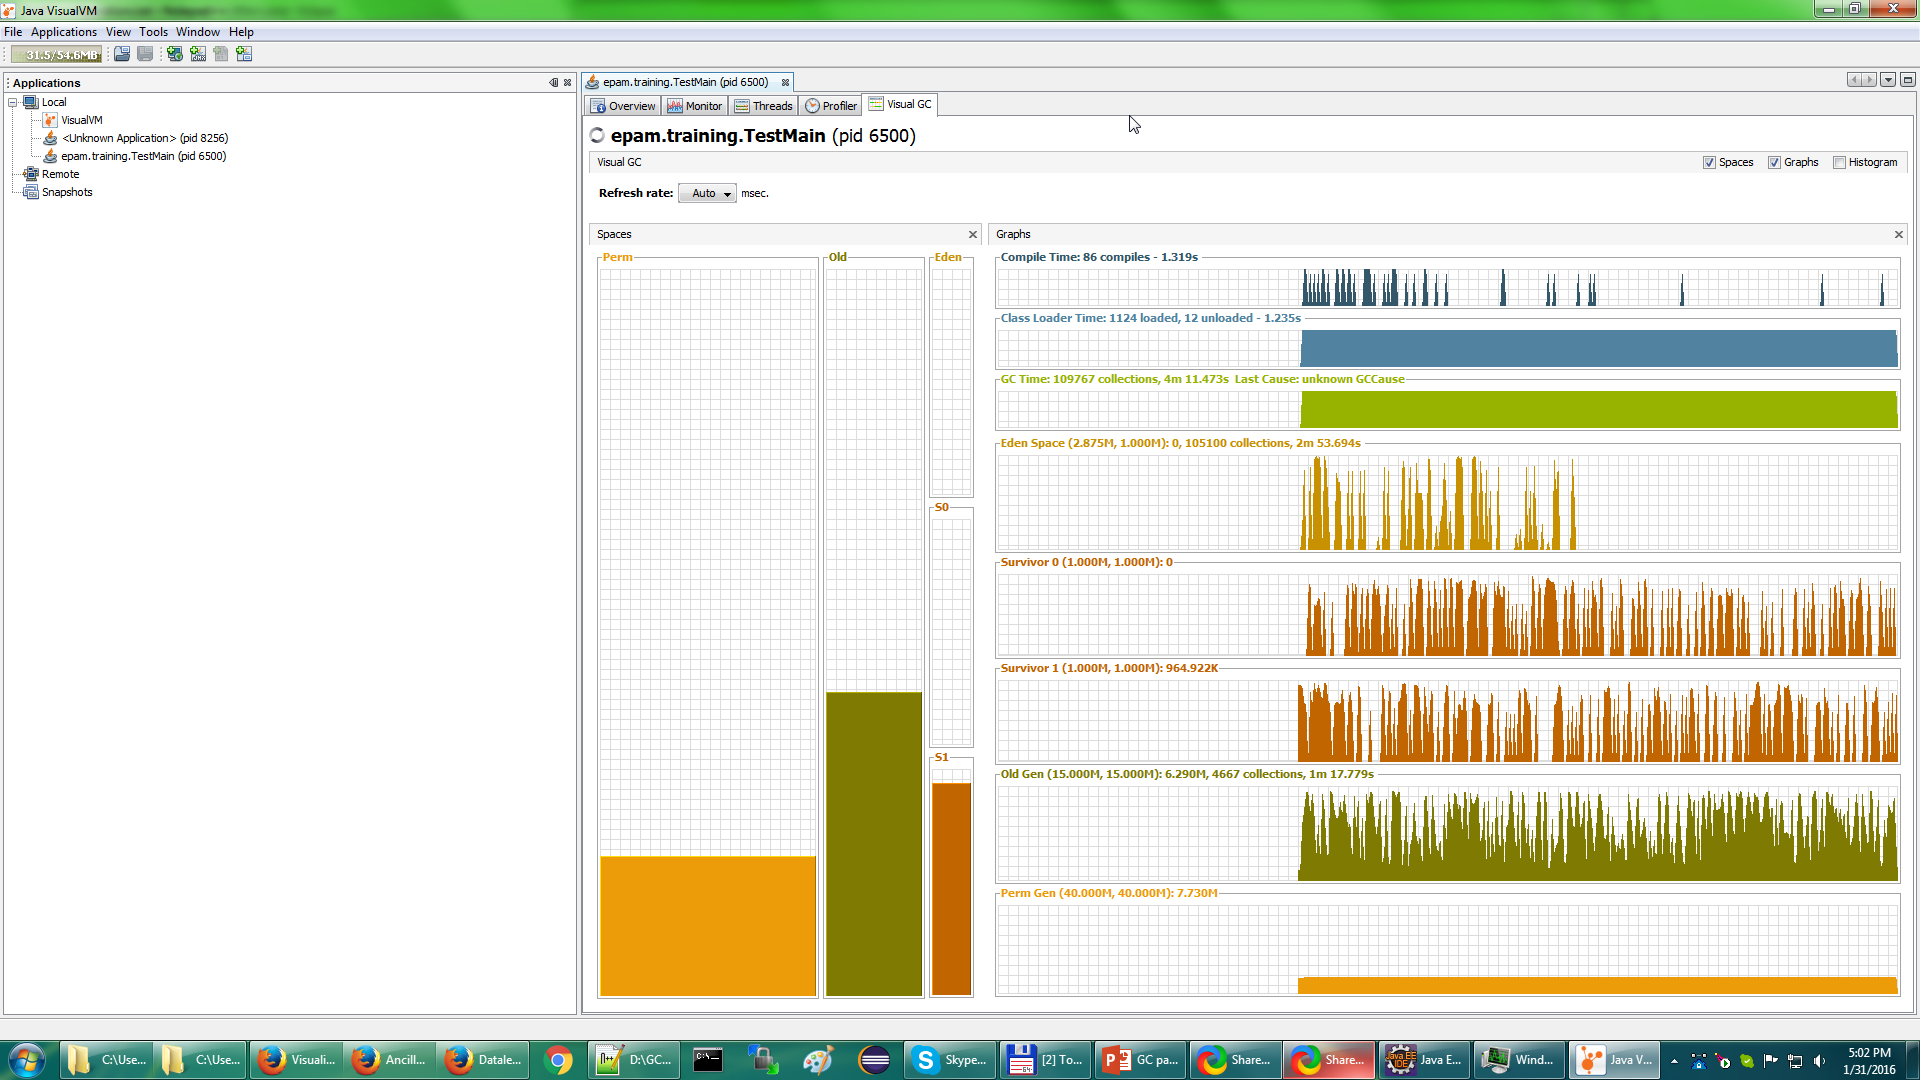 Java VisualVM
File Applications View Tools Window Help
31.5/54.6MB
Applications
Local
VisualVM
<Unknown Application> (pid 8256)
epam.training.TestMain (pid 6500)
Remote
Snapshots
epam.training.TestMain (pid 6500)
Overview Monitor Threads Profiler Visual GC
epam.training.TestMain (pid 6500)
Visual GC Spaces Graphs Histogram
Refresh rate: Auto msec.
Spaces
Perm Old Eden
S0
S1
Graphs
Compile Time: 86 compiles - 1.319s
Class Loader Time: 1124 loaded, 12 unloaded - 1.235s
GC Time: 109767 collections, 4m 11.473s Last Cause: unknown GCCause
Eden Space (2.875M, 1.000M): 0, 105100 collections, 2m 53.694s
Survivor 0 (1.000M, 1.000M): 0
Survivor 1 (1.000M, 1.000M): 964.922K
Old Gen (15.000M, 15.000M): 6.290M, 4667 collections, 1m 17.779s
Perm Gen (40.000M, 40.000M): 7.730M
C:\Use... C:\Use... Visuali... Ancill... Datale... D:\GC... Skype... [2] To... GC pa... Share... Share... Java E... Wind... Java V...
5:02 PM
1/31/2016